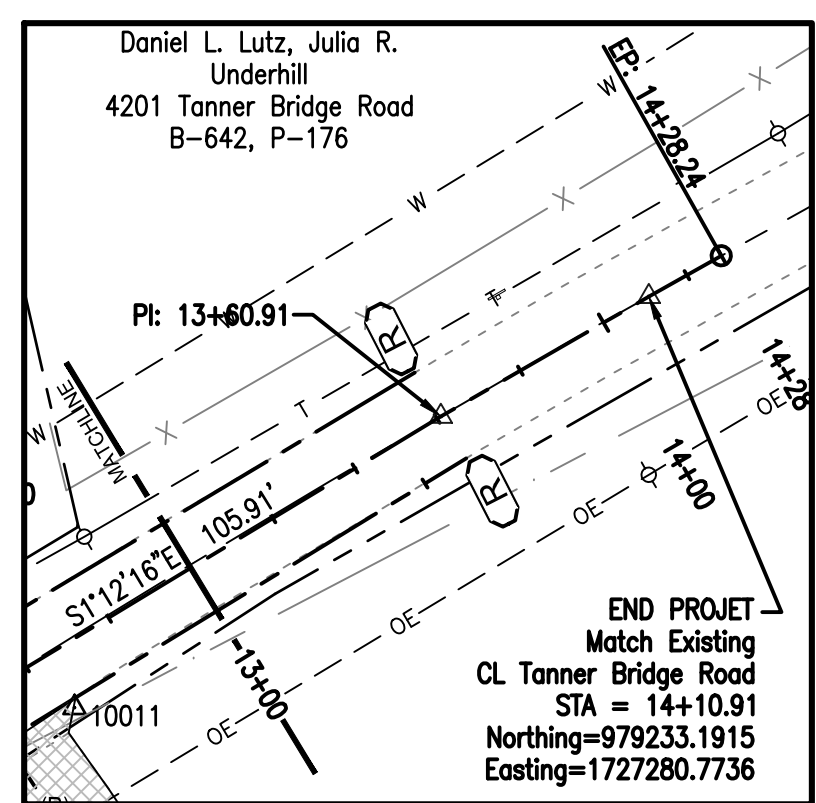 Daniel L. Lutz, Julia R.
Underhill
4201 Tanner Bridge Road
B-642, P-176
EP: 14+28.24
W
X
W
X
T
PI: 13+60.91
W
R
T
X
W
MATCHLINE
14+28
OE
R
14+00
OE
105.91'
S1°12'16"E
OE
13+00
10011
OE
END PROJET
Match Existing
CL Tanner Bridge Road
STA = 14+10.91
Northing=979233.1915
Easting=1727280.7736